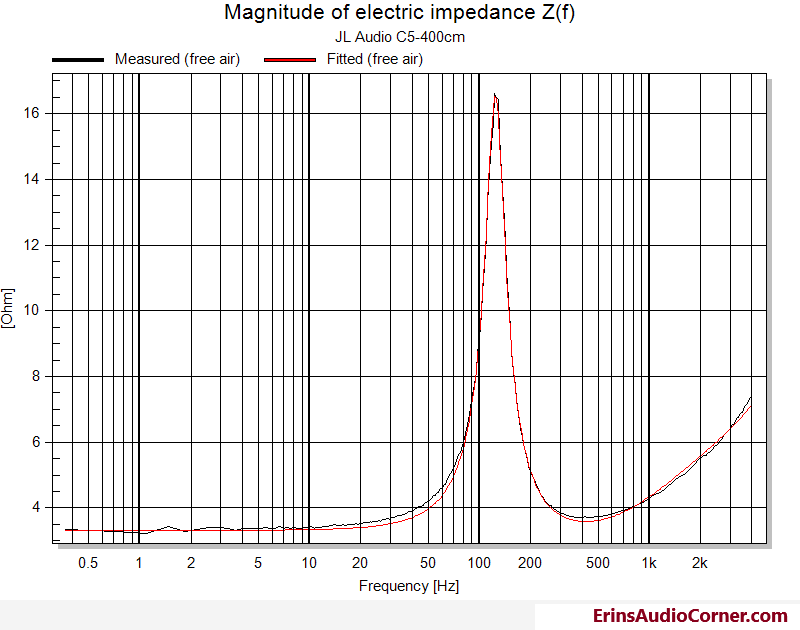 Magnitude of electric impedance Z(f)
JL Audio C5-400cm
Measured (free air) Fitted (free air)
16
14
12
10
8
6
4
[Ohm]
0.5 1 2 5 10 20 50 100 200 500 1k 2k
Frequency [Hz]
ErinsAudioCorner.com